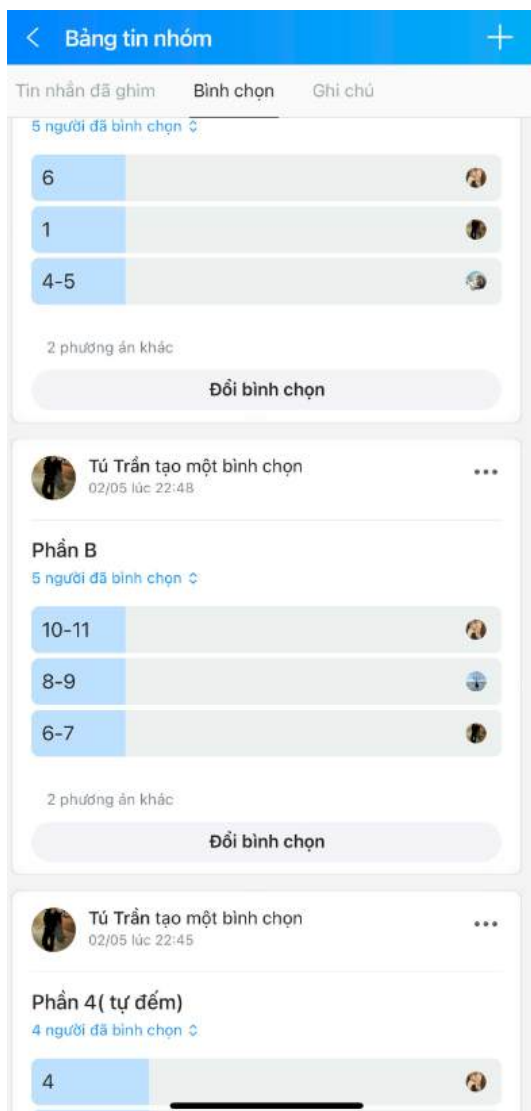 Bảng tin nhóm
Tin nhắn đã ghim Bình chọn Ghi chú
5 người đã bình chọn
6
1
4-5
2 phương án khác
Đổi bình chọn
Tú Trần tạo một bình chọn
02/05 lúc 22:48
Phần B
5 người đã bình chọn
10-11
8-9
6-7
2 phương án khác
Đổi bình chọn
Tú Trần tạo một bình chọn
02/05 lúc 22:45
Phần 4( tự đếm)
4 người đã bình chọn
4